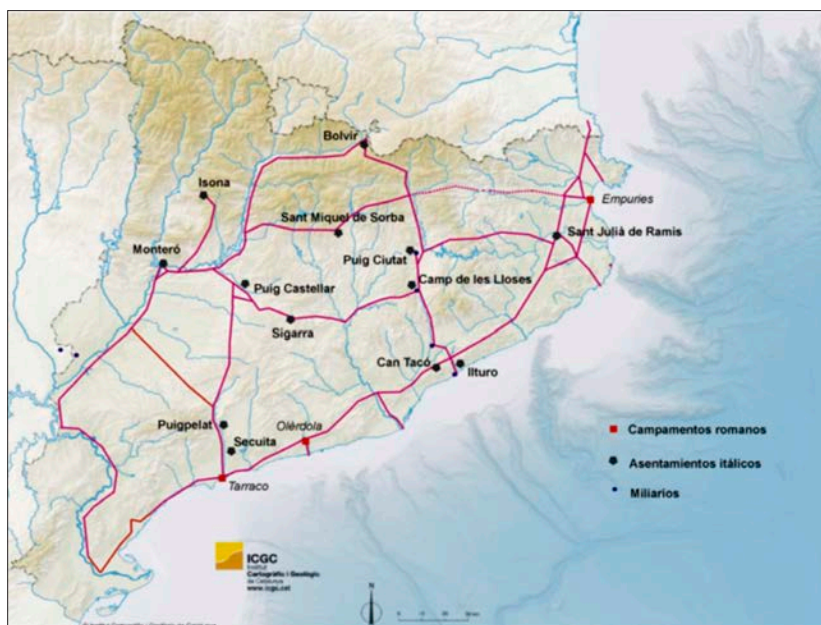 Bolvir
Isona
Empuries
Sant Miquel de Sorba
Sant Julià de Ramis
Monteró
Puig Ciutat
Puig Castellar
Camp de les Lloses
Sigarra
Can Tacó
Ilturo
Puigpelat
Olèrdola
Campamentos romanos
Secuita
Asentamientos itálicos
Tarraco
Miliarios
ICGC
Institut
Cartogràfic i Geològic
de Catalunya
www.icgc.cat
N